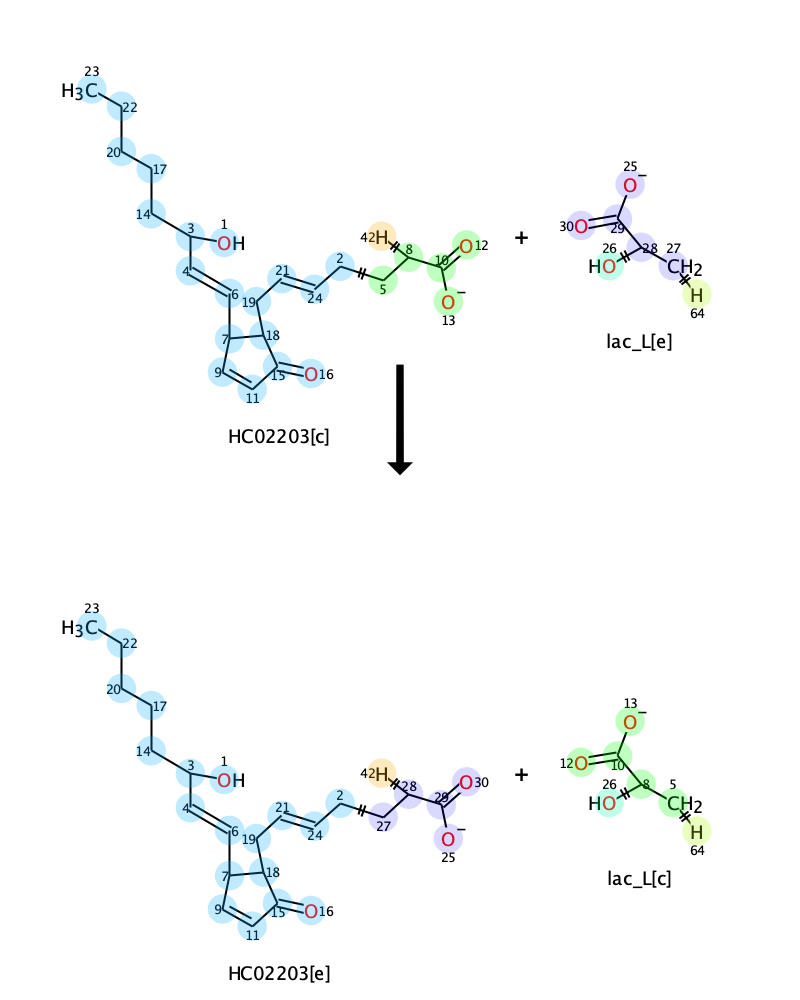 23
H3C
22
20
17
14
3
1
OH
4
6
7
9
11
15
O16
18
19
21
24
2
42H
8
5
10
O12
O−
13
+
25
O−
30O
29
26
HO
28
27
CH2
H
64
lac_L[e]
HC02203[c]
23
H3C
22
20
17
14
3
1
OH
4
6
7
9
11
15
O16
18
19
21
24
2
42H
28
27
29
O30
O−
25
+
13
O−
12O
10
26
HO
8
5
CH2
H
64
lac_L[c]
HC02203[e]